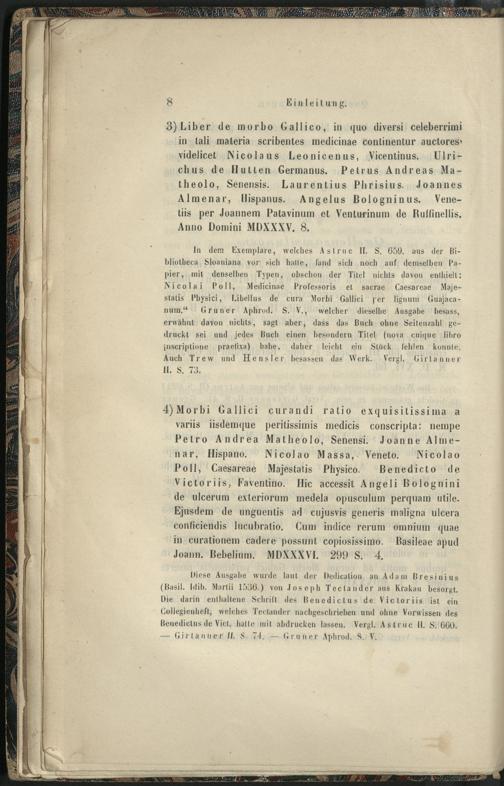 8 Einleitung.
3) Liber de morbo Gallico, in quo diversi celeberrimi
in tali materia scribentes medicinae continentur auctores,
videlicet Nicolaus Leonicenus, Vicentinus. Ulri-
chus de Hutten Germanus. Petrus Andreas Ma-
theolo, Senensis. Laurentius Phrisius. Joannes
Almenar, Hispanus. Angelus Bologninus. Vene-
tiis per Joannem Patavinum et Venturinum de Ruffinellis.
Anno Domini MDXXXV. 8.
In dem Exemplare, welches Astruc II. S. 659. aus der Bi-
bliotheca Sloaniana vor sich hatte, fand sich noch auf demselben Pa-
pier, mit denselben Typen, obschon der Titel nichts davon enthielt:
Nicolai Poll, Medicinae Professoris et sacrae Caesareae Maje-
statis Physici, Libellus de cura Morbi Gallici per lignum Guajaca-
num.“ Gruner Aphrod. S. V., welcher dieselbe Ausgabe besass,
erwähnt davon nichts, sagt aber, dass das Buch ohne Seitenzahl ge-
druckt sei und jedes Buch einen besondern Titel (nova cuique libro
inscriptione praefixa) habe, daher leicht ein Stück fehlen konnte.
Auch Trew und Hensler besassen das Werk. Vergl. Girtanner
II. S. 73.
4) Morbi Gallici curandi ratio exquisitissima a
variis iisdemque peritissimis medicis conscripta: nempe
Petro Andrea Matheolo, Senensi. Joanne Alme-
nar, Hispano. Nicolao Massa, Veneto. Nicolao
Poll, Caesareae Majestatis Physico. Benedicto de
Victoriis, Faventino. Hic accessit Angeli Bolognini
de ulcerum exteriorum medela opusculum perquam utile.
Ejusdem de unguentis ad cujusvis generis maligna ulcera
conficiendis lucubratio. Cum indice rerum omnium quae
in curationem cadere possunt copiosissimo. Basileae apud
Joann. Bebelium. MDXXXVI. 299 S. 4.
Diese Ausgabe wurde laut der Dedication an Adam Bresinius
(Basil. Idib. Martii 1536.) von Joseph Tectander aus Krakau besorgt.
Die darin enthaltene Schrift des Benedictus de Victoriis ist ein
Collegienheft, welches Tectander nachgeschrieben und ohne Vorwissen des
Benedictus de Vict. hatte mit abdrucken lassen. Vergl. Astruc II. S. 660.
— Girtanner II. S. 74. — Gruner Aphrod. S. V.